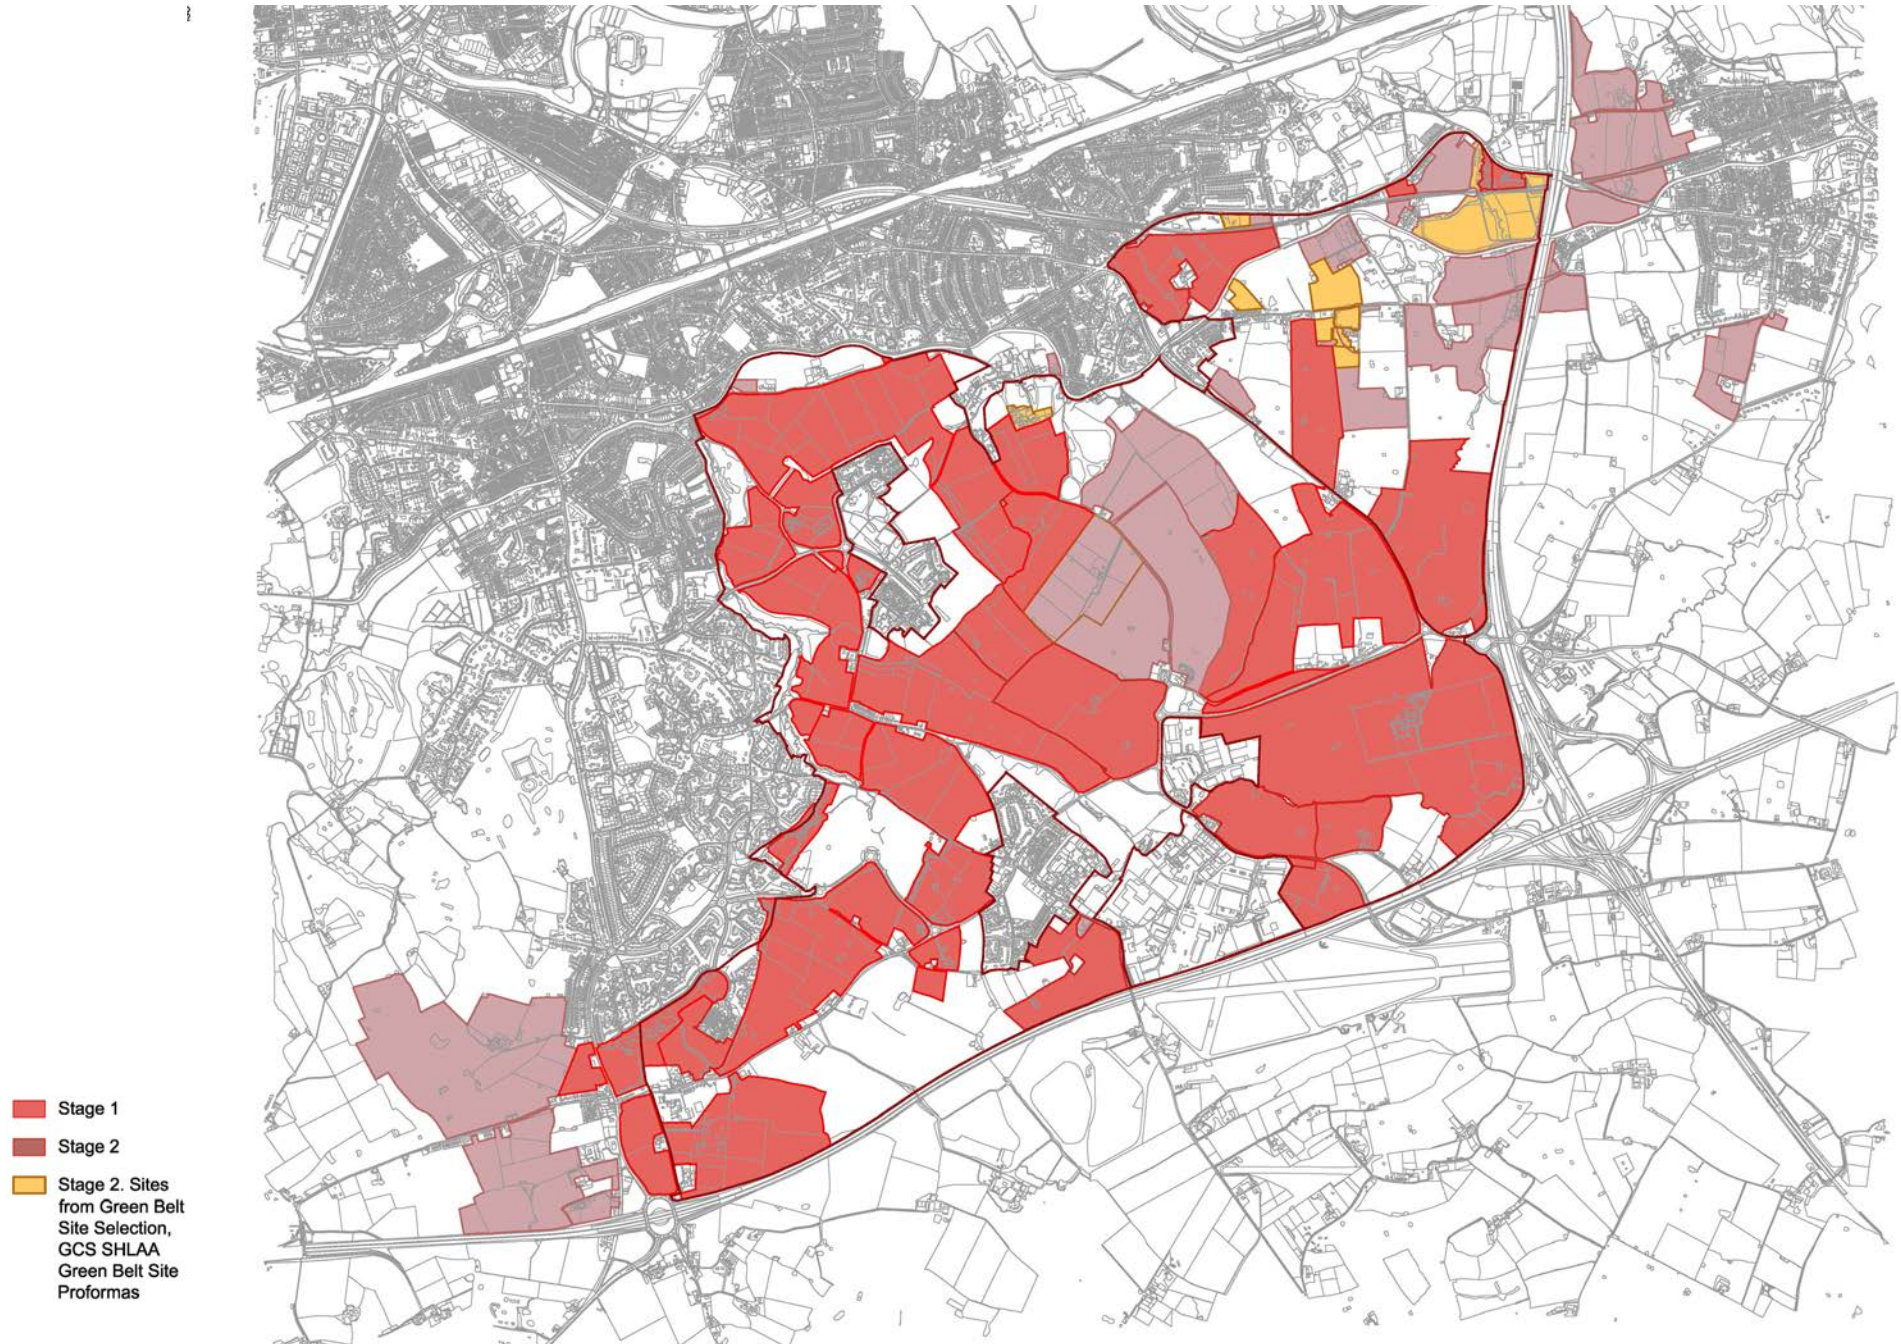 Stage 1
Stage 2
Stage 2. Sites
from Green Belt
Site Selection,
GCS SHLAA
Green Belt Site
Proformas